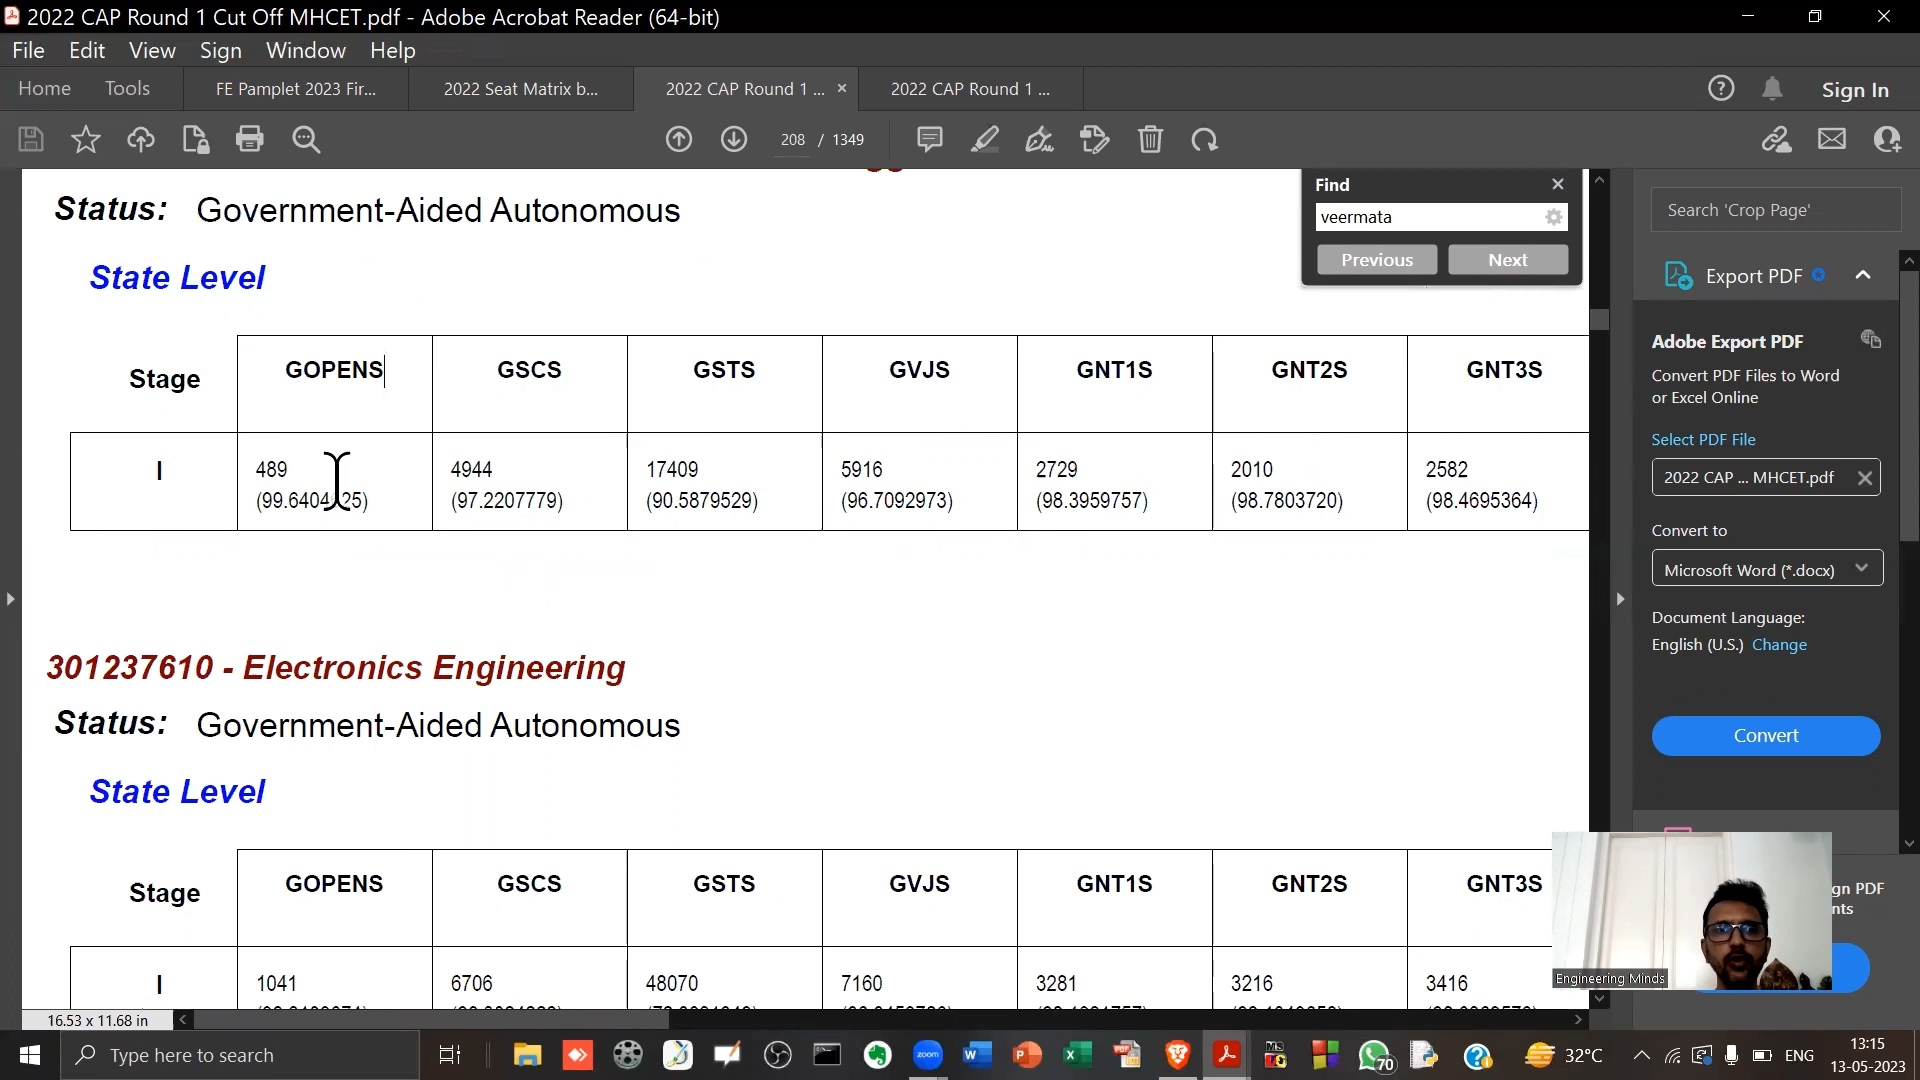 2022 CAP Round 1 Cut Off MHCET.pdf - Adobe Acrobat Reader (64-bit)
File Edit View Sign Window Help
Home Tools FE Pamplet 2023 Fir... 2022 Seat Matrix b... 2022 CAP Round 1 ... × 2022 CAP Round 1 ... Sign In
208 / 1349
Find
veermata
Previous Next
Status: Government-Aided Autonomous
State Level
Stage GOPENS GSCS GSTS GVJS GNT1S GNT2S GNT3S
I 489 4944 17409 5916 2729 2010 2582
(97.2207779) (90.5879529) (96.7092973) (98.3959757) (98.7803720) (98.4695364)
301237610 - Electronics Engineering
Status: Government-Aided Autonomous
State Level
Stage GOPENS GSCS GSTS GVJS GNT1S GNT2S GNT3S
I 1041 6706 48070 7160 3281 3216 3416
16.53 x 11.68 in
Search 'Crop Page'
Export PDF
Adobe Export PDF
Convert PDF Files to Word
or Excel Online
Select PDF File
2022 CAP ... MHCET.pdf
Convert to
Microsoft Word (*.docx)
Document Language:
English (U.S.) Change
Convert
gn PDF
nts
Engineering Minds
Type here to search
zoom
70
32°C
ENG
13:15
13-05-2023